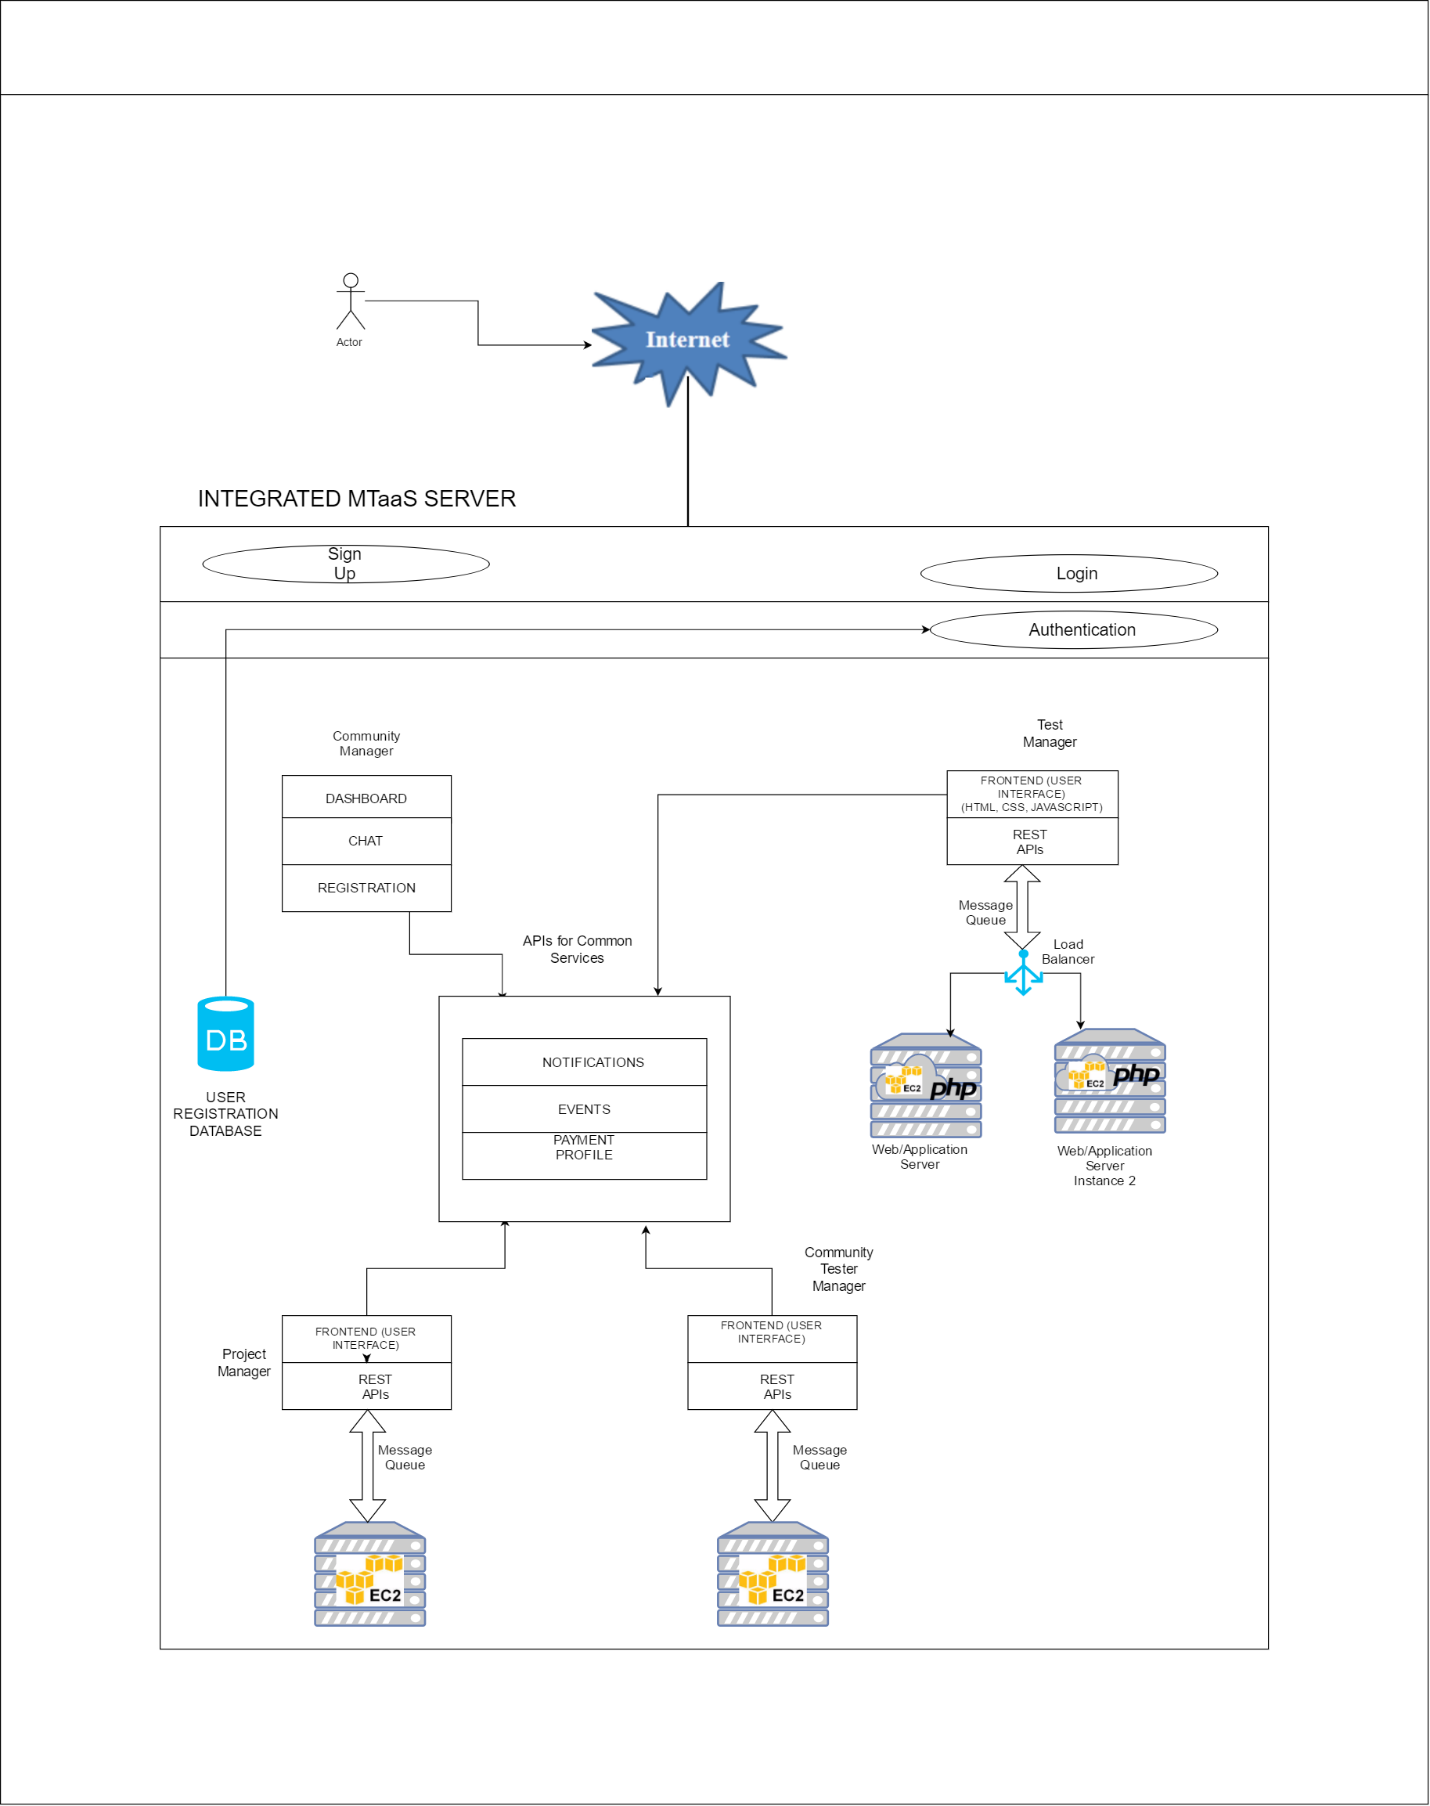 Actor
Internet
INTEGRATED MTaaS SERVER
Sign
Up
Login
Authentication
Community
Manager
DASHBOARD
CHAT
REGISTRATION
Test
Manager
FRONTEND (USER
INTERFACE)
(HTML, CSS, JAVASCRIPT)
REST
APIs
Message
Queue
Load
Balancer
APIs for Common
Services
NOTIFICATIONS
EVENTS
PAYMENT
PROFILE
DB
USER
REGISTRATION
DATABASE
EC2
php
Web/Application
Server
EC2
php
Web/Application
Server
Instance 2
Project
Manager
FRONTEND (USER
INTERFACE)
REST
APIs
Message
Queue
EC2
Community
Tester
Manager
FRONTEND (USER
INTERFACE)
REST
APIs
Message
Queue
EC2